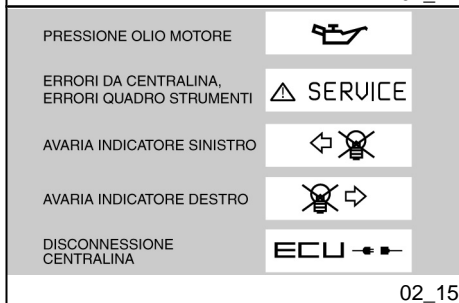 PRESSIONE OLIO MOTORE
ERRORI DA CENTRALINA,
ERRORI QUADRO STRUMENTI
SERVICE
AVARIA INDICATORE SINISTRO
AVARIA INDICATORE DESTRO
DISCONNESSIONE
CENTRALINA
ECU
02_15